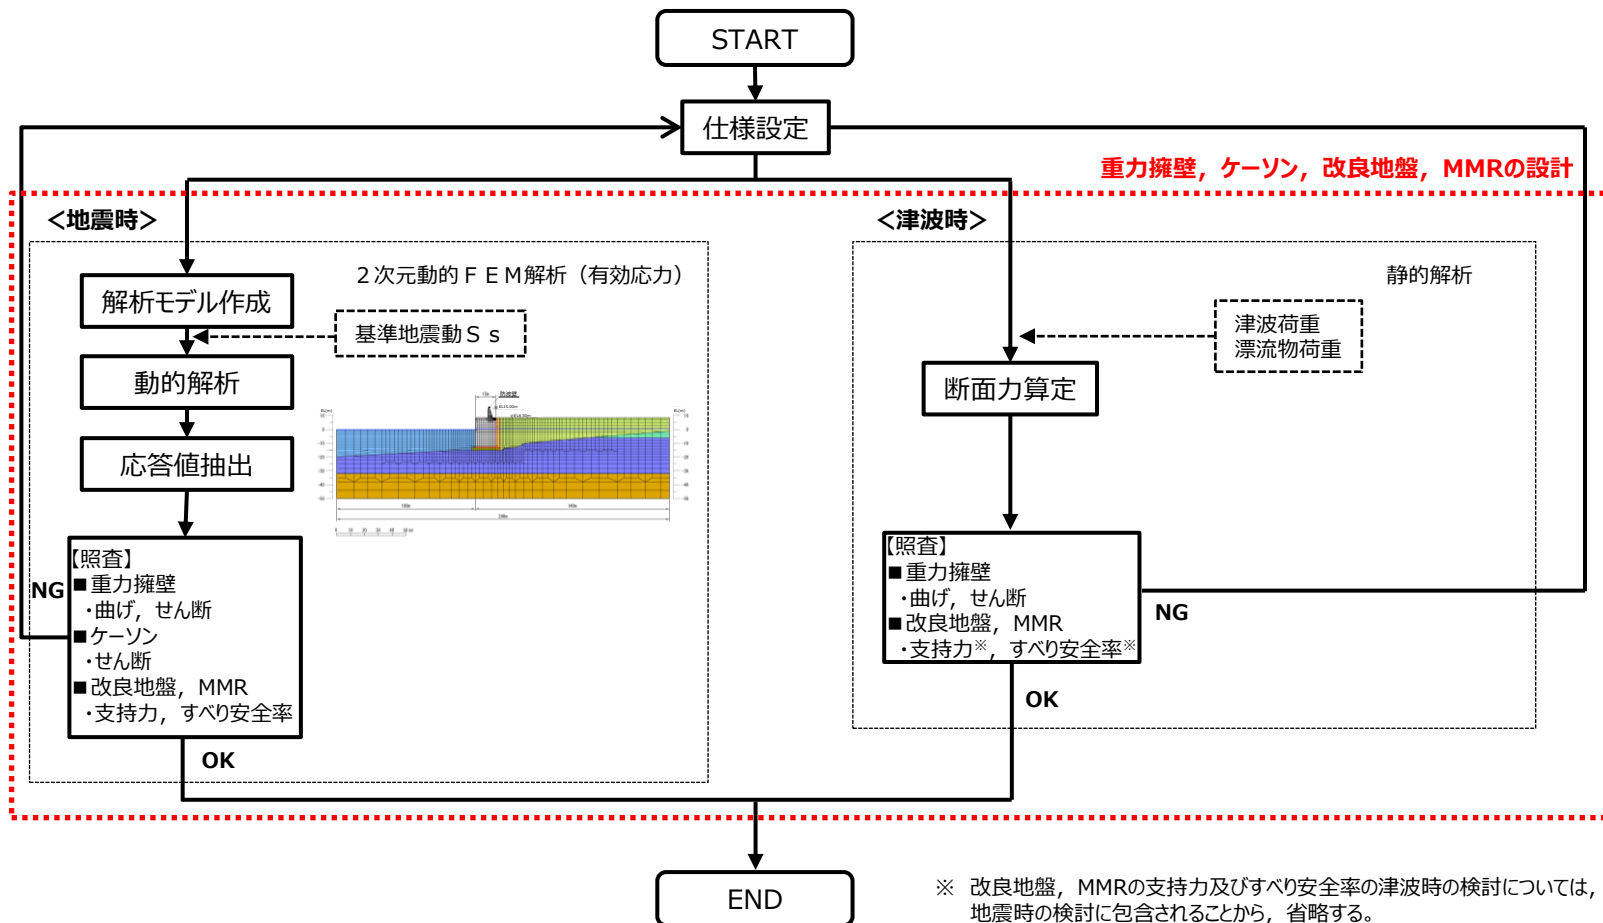 START
仕様設定
重力擁壁，ケーソン，改良地盤，MMRの設計
＜地震時＞
２次元動的ＦＥＭ解析（有効応力）
解析モデル作成
基準地震動Ｓｓ
動的解析
応答値抽出
【照査】
■重力擁壁
・曲げ，せん断
■ケーソン
・せん断
■改良地盤，MMR
・支持力，すべり安全率
NG
OK
＜津波時＞
静的解析
津波荷重
漂流物荷重
断面力算定
【照査】
■重力擁壁
・曲げ，せん断
■改良地盤，MMR
・支持力※，すべり安全率※
NG
OK
END
※ 改良地盤，MMRの支持力及びすべり安全率の津波時の検討については，
地震時の検討に包含されることから，省略する。